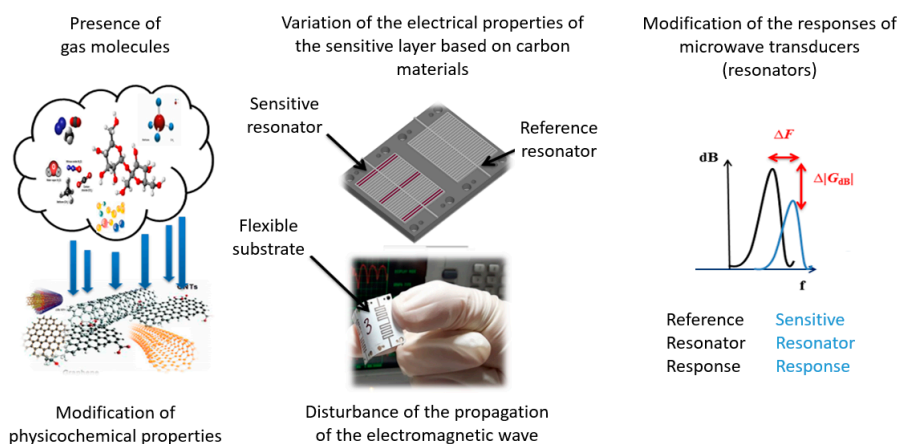 Presence of
gas molecules
Variation of the electrical properties of
the sensitive layer based on carbon
materials
Modification of the responses of
microwave transducers
(resonators)
Sensitive
resonator
Reference
resonator
Flexible
substrate
3
ΔF
dB
Δ|GdB|
f
Reference
Resonator
Response
Sensitive
Resonator
Response
Modification of
physicochemical properties
Disturbance of the propagation
of the electromagnetic wave